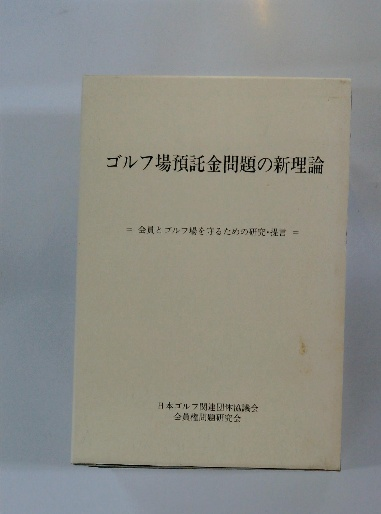 ゴルフ場預託金問題の新理論
= 会員とゴルフ場を守るための研究・提言 =
日本ゴルフ関連団体協議会
会員権問題研究会